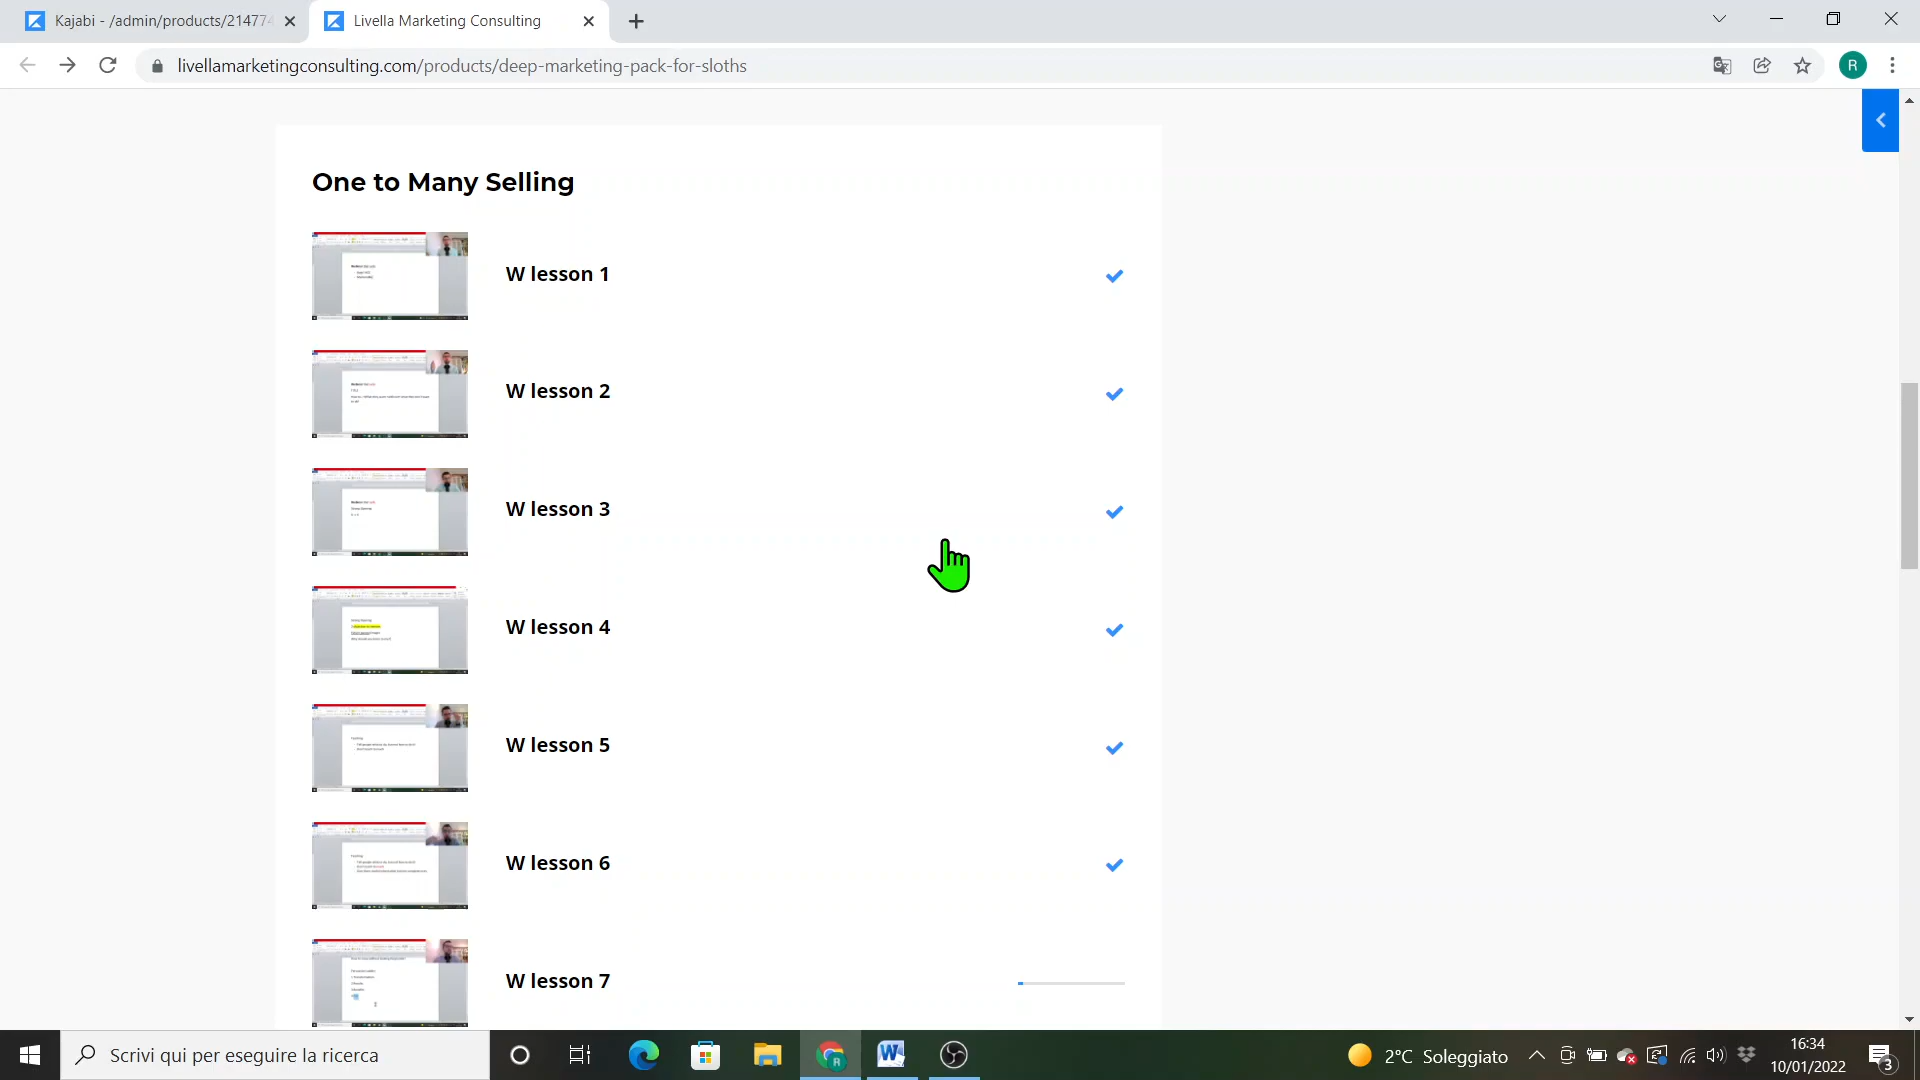 Kajabi - /admin/products/21477
Livella Marketing Consulting
livellamarketingconsulting.com/products/deep-marketing-pack-for-sloths
R
One to Many Selling
W lesson 1
W lesson 2
W lesson 3
W lesson 4
W lesson 5
W lesson 6
W lesson 7
Scrivi qui per eseguire la ricerca
2°C Soleggiato
16:34
10/01/2022
3